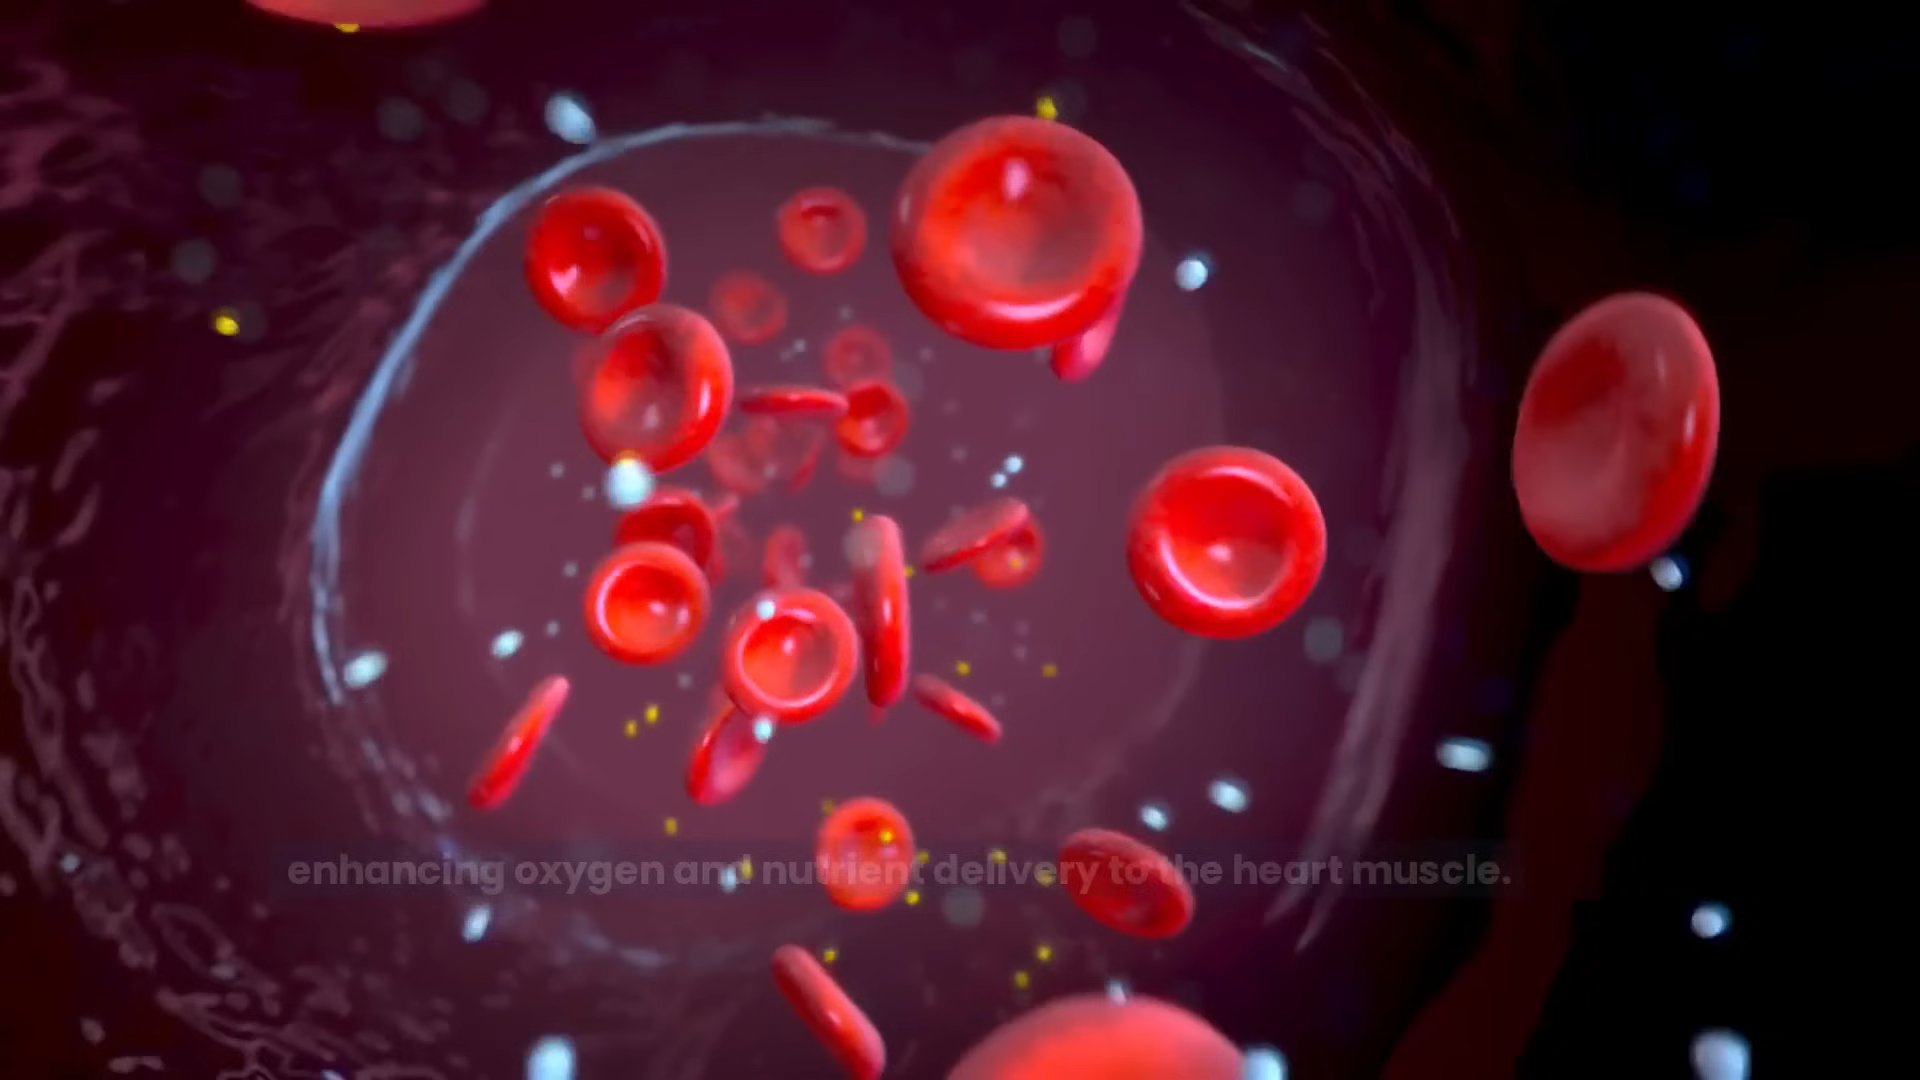 enhancing oxygen and nutrient delivery to the heart muscle.